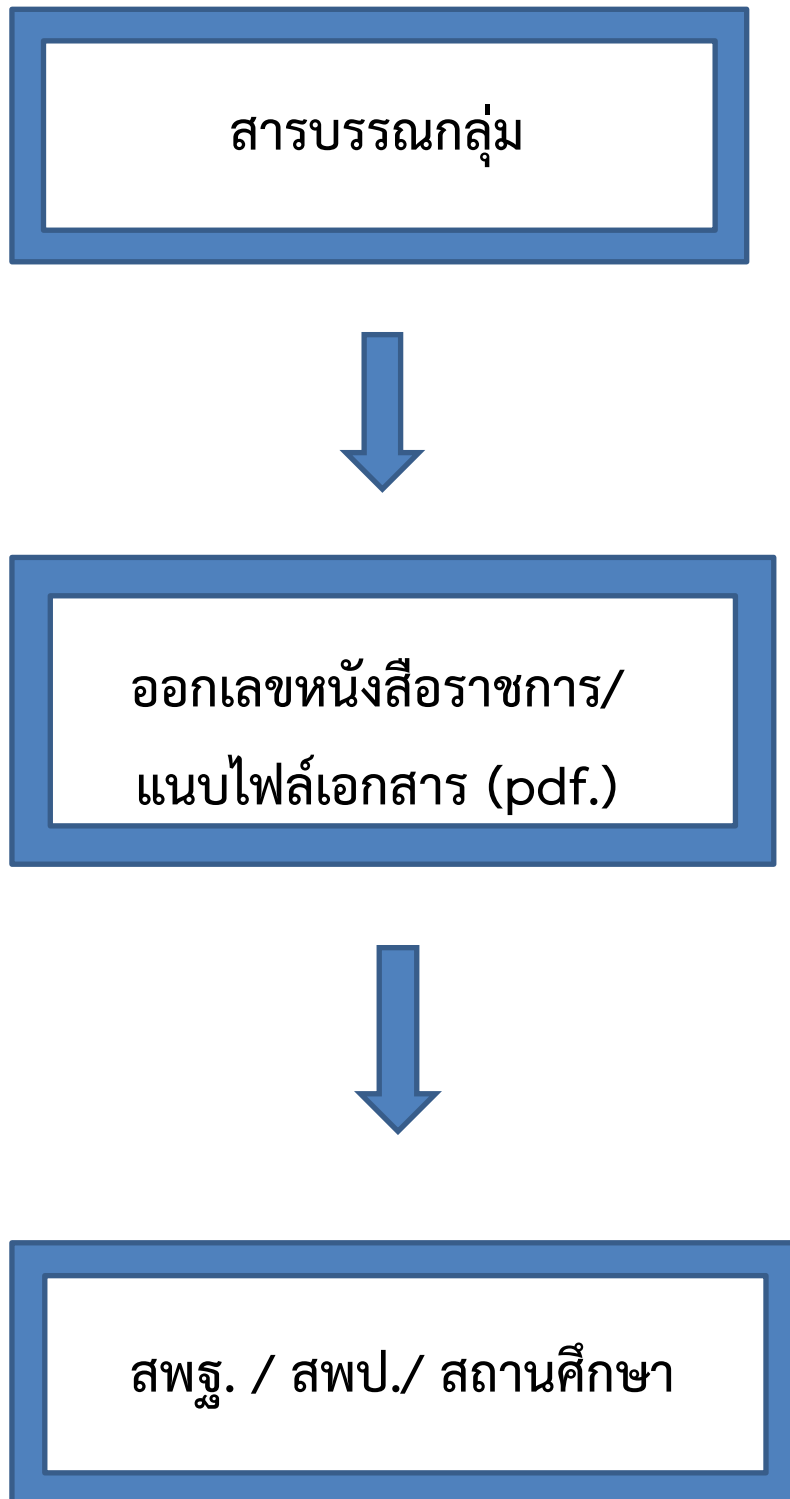 สารบรรณกลุ่ม
ออกเลขหนังสือราชการ/
แนบไฟล์เอกสาร (pdf.)
สพฐ. / สพป./ สถานศึกษา